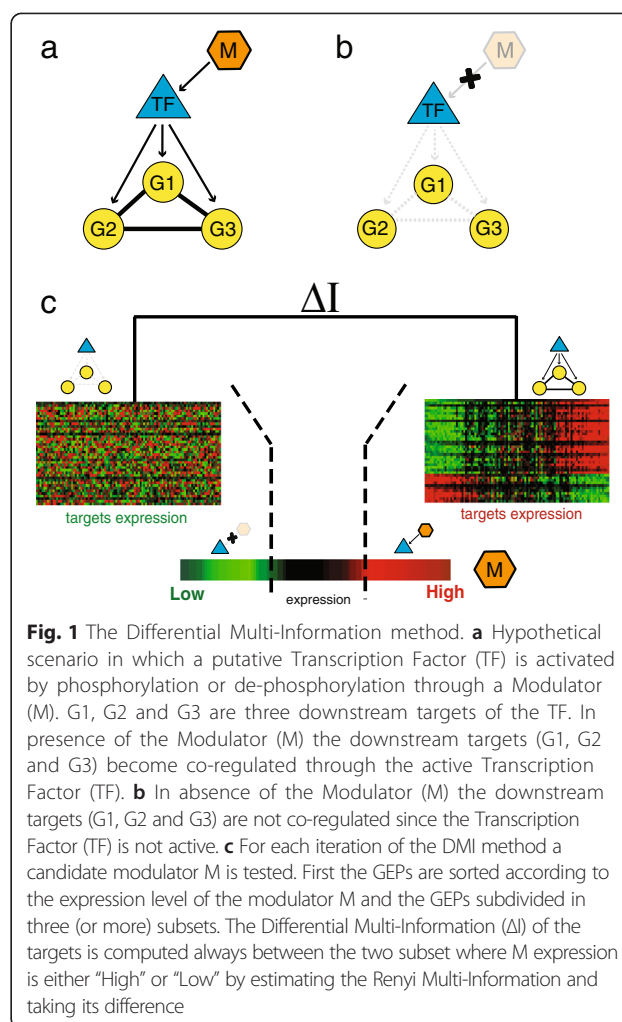 a
b
M
M
TF
TF
G1
G1
G2
G3
G2
G3
c
ΔI
targets expression
targets expression
M
Low
expression
High
Fig. 1 The Differential Multi-Information method. a Hypothetical
scenario in which a putative Transcription Factor (TF) is activated
by phosphorylation or de-phosphorylation through a Modulator
(M). G1, G2 and G3 are three downstream targets of the TF. In
presence of the Modulator (M) the downstream targets (G1, G2
and G3) become co-regulated through the active Transcription
Factor (TF). b In absence of the Modulator (M) the downstream
targets (G1, G2 and G3) are not co-regulated since the Transcription
Factor (TF) is not active. c For each iteration of the DMI method a
candidate modulator M is tested. First the GEPs are sorted according to
the expression level of the modulator M and the GEPs subdivided in
three (or more) subsets. The Differential Multi-Information (ΔI) of the
targets is computed always between the two subset where M expression
is either “High” or “Low” by estimating the Renyi Multi-Information and
taking its difference